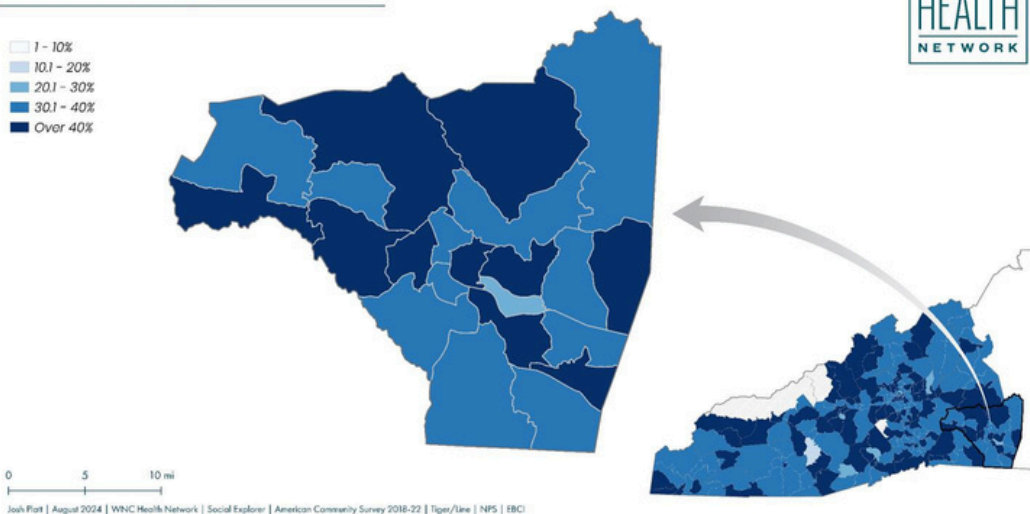 HEALTH
NETWORK
1 - 10%
10.1 - 20%
20.1 - 30%
30.1 - 40%
Over 40%
0 5 10 mi
Josh Platt | August 2024 | WNC Health Network | Social Explorer | American Community Survey 2018-22 | Tiger/Line | NPS | EBCI